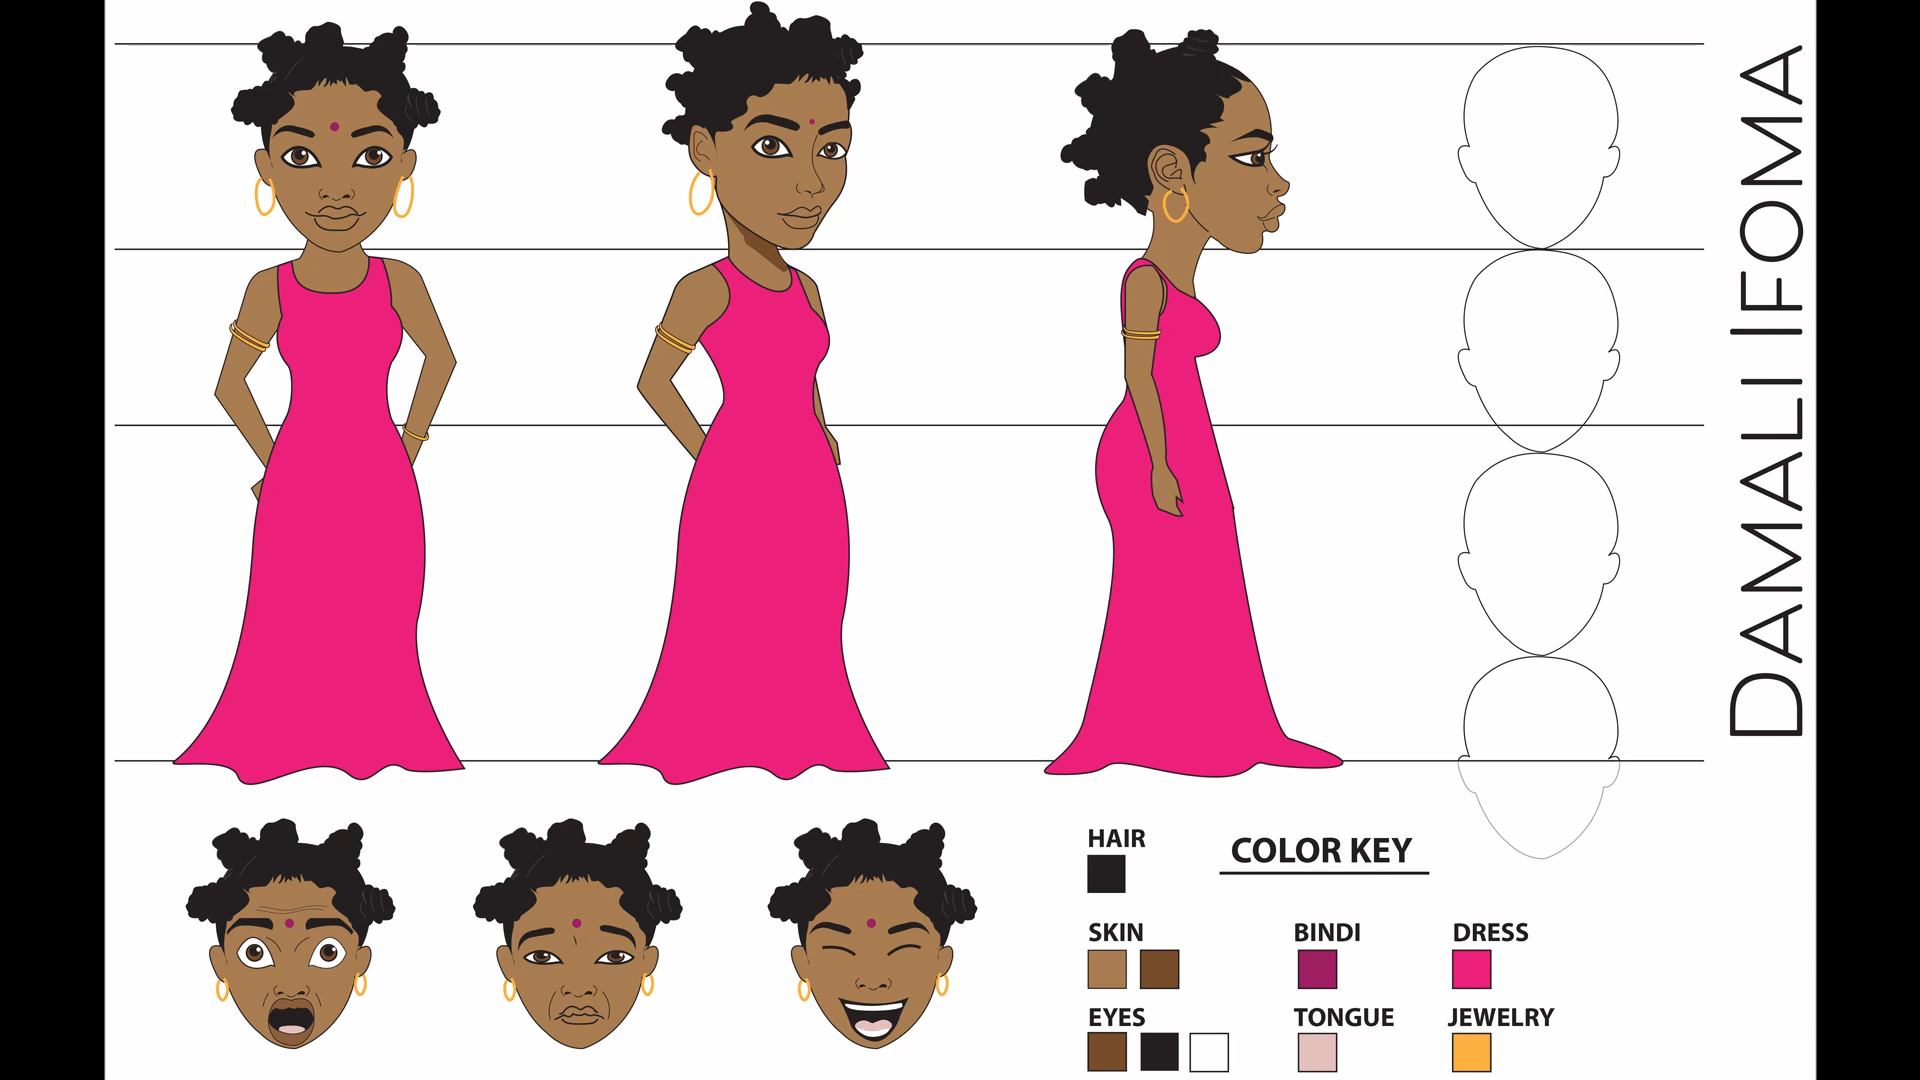 DAMALI IFOMA
HAIR
COLOR KEY
SKIN
BINDI
DRESS
EYES
TONGUE
JEWELRY